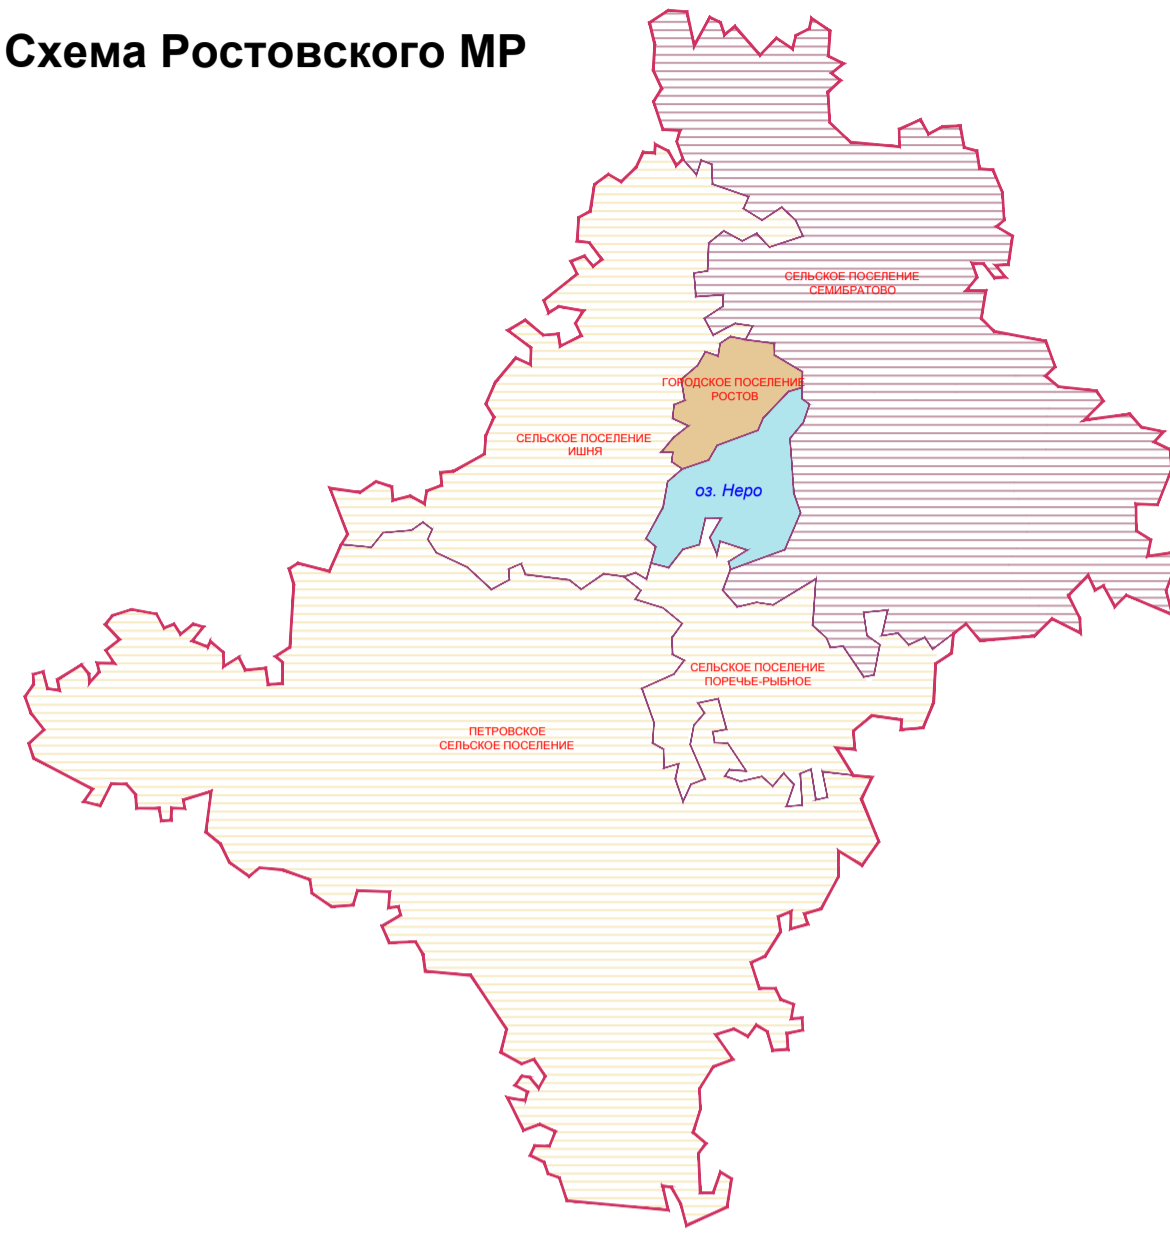 Схема Ростовского МР
СЕЛЬСКОЕ ПОСЕЛЕНИЕ
СЕМИБРАТОВО
ГОРОДСКОЕ ПОСЕЛЕНИЕ
РОСТОВ
СЕЛЬСКОЕ ПОСЕЛЕНИЕ
ИШНЯ
оз. Неро
СЕЛЬСКОЕ ПОСЕЛЕНИЕ
ПОРЕЧЬЕ-РЫБНОЕ
ПЕТРОВСКОЕ
СЕЛЬСКОЕ ПОСЕЛЕНИЕ